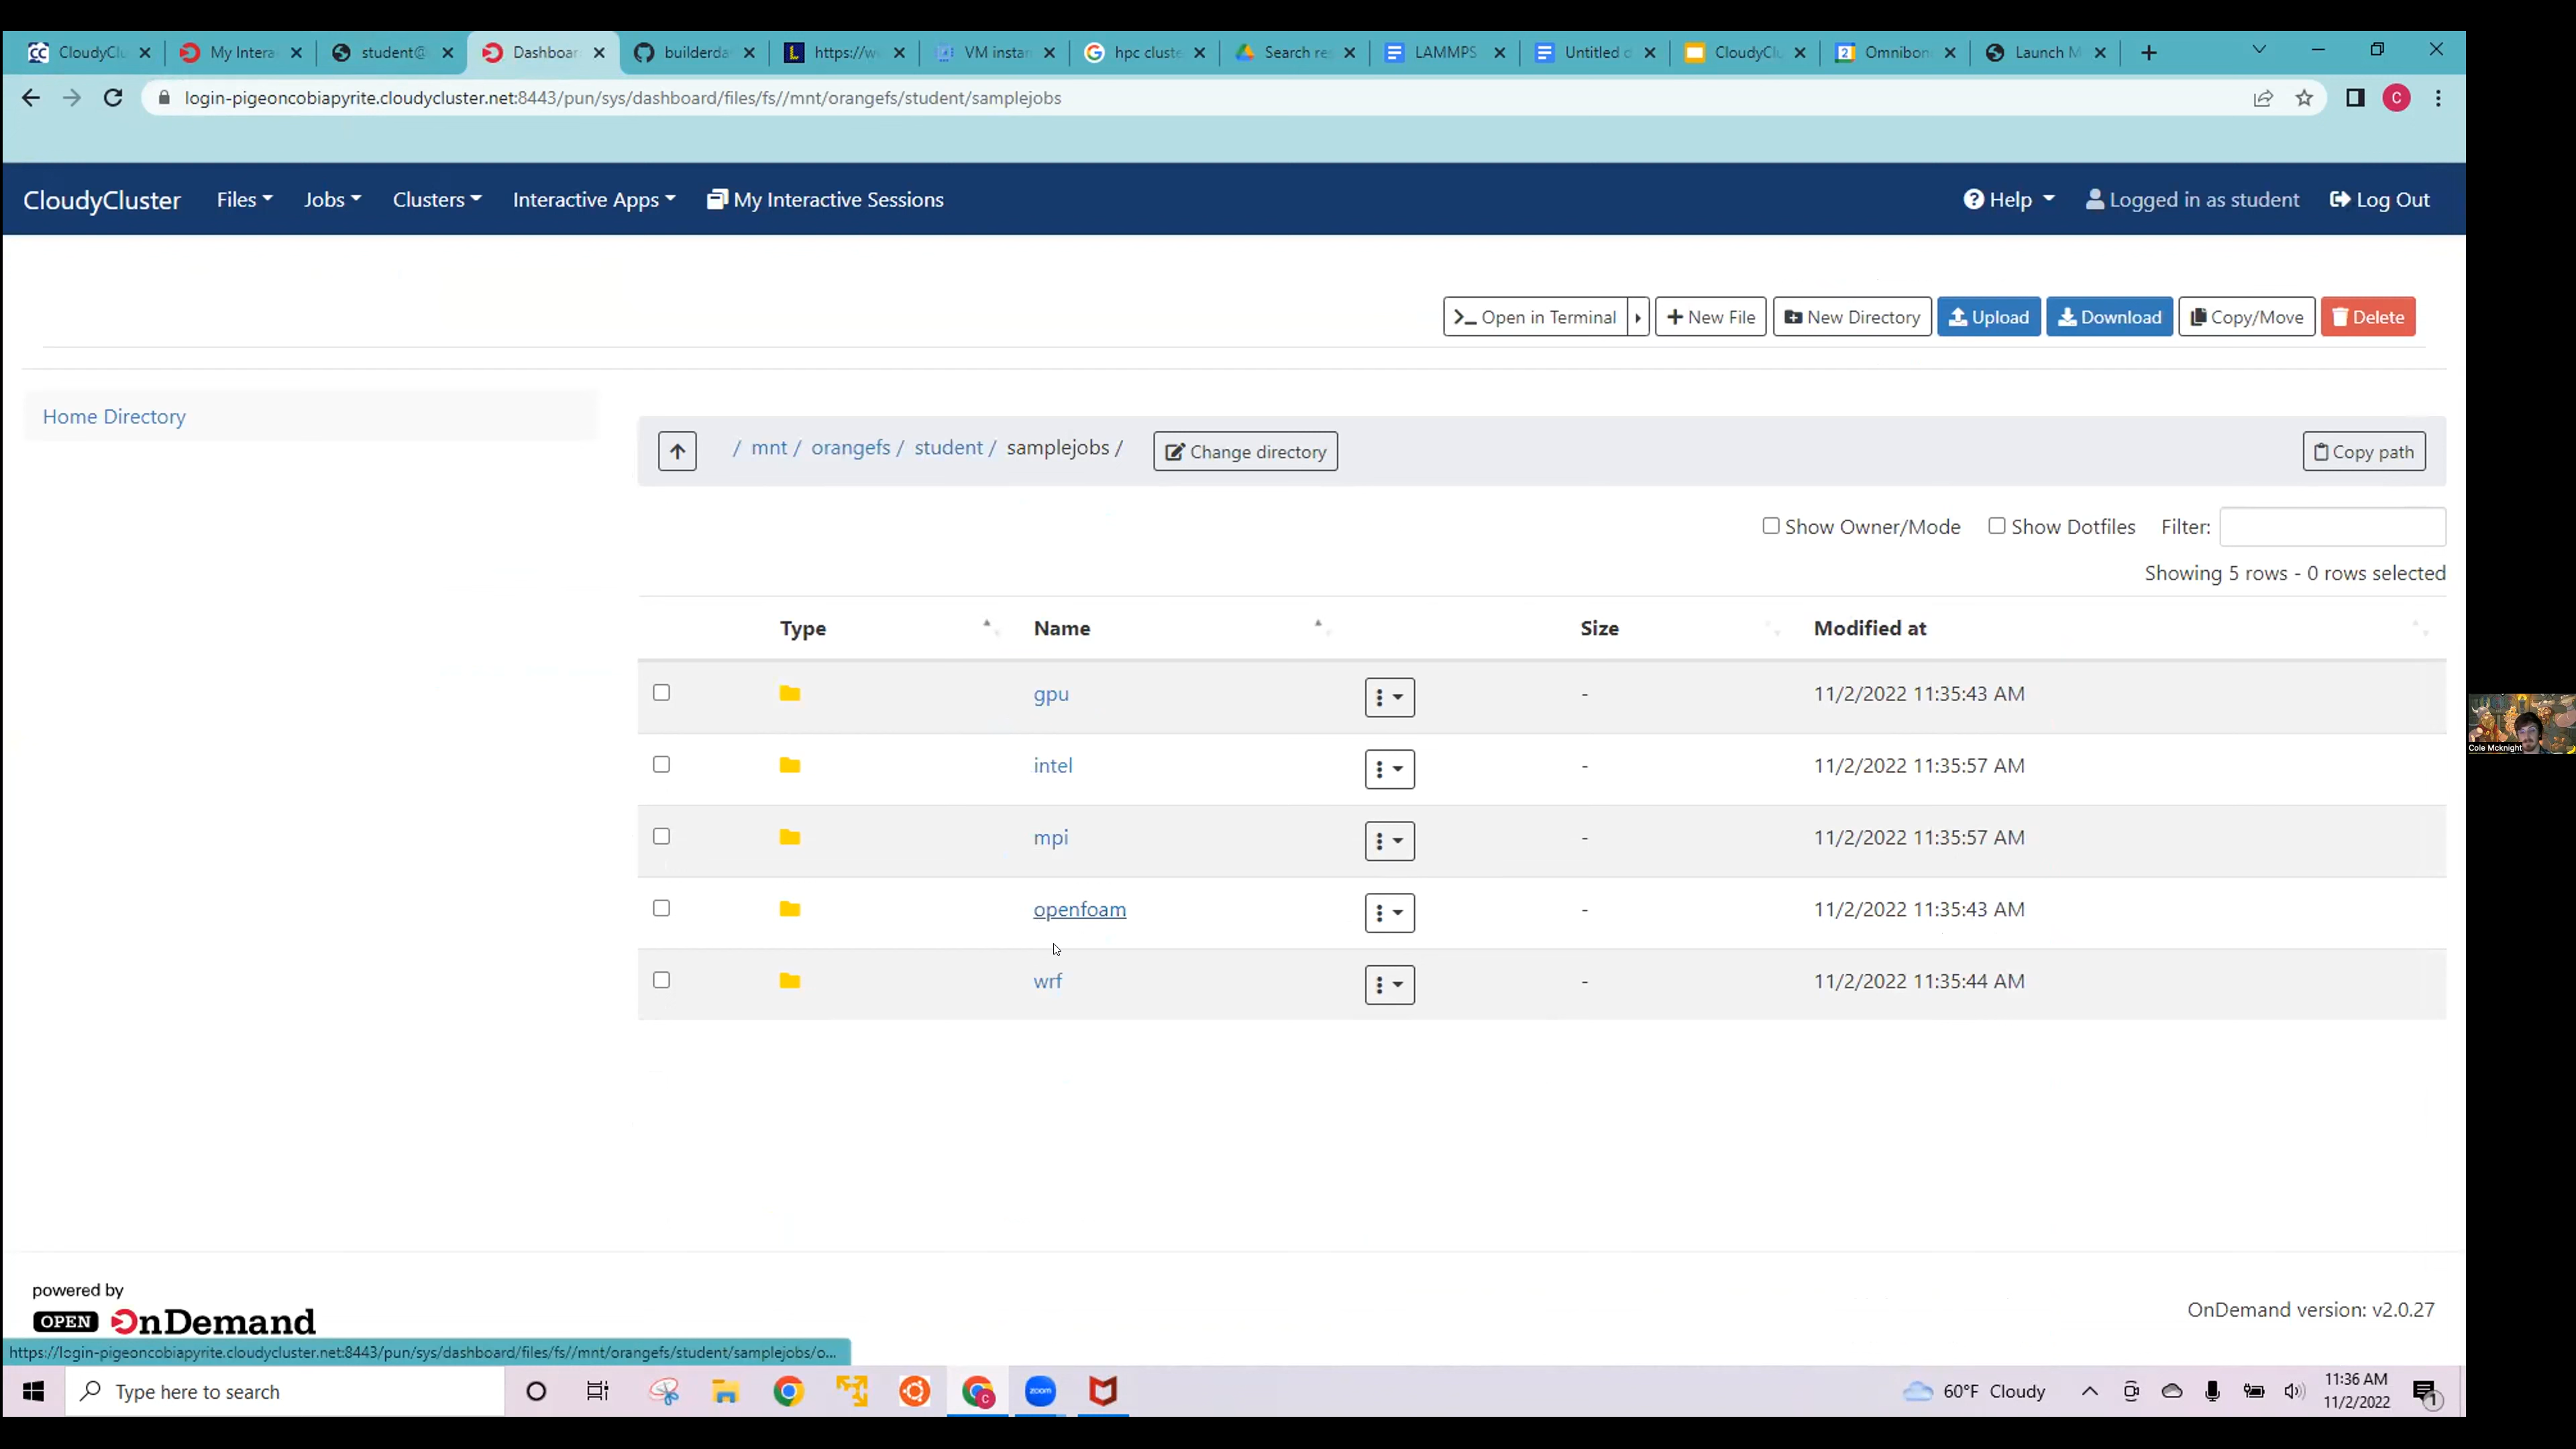 CloudyClu
My Intera
student@
Dashboar
builderda
https://w
VM instan
hpc cluste
Search re
LAMMPS
Untitled d
CloudyClu
2
Omnibon
Launch M
login-pigeoncobiapyrite.cloudycluster.net:8443/pun/sys/dashboard/files/fs//mnt/orangefs/student/samplejobs
C
CloudyCluster Files Jobs Clusters Interactive Apps My Interactive Sessions Help Logged in as student Log Out
Open in Terminal New File New Directory Upload Download Copy/Move Delete
Home Directory
/ mnt / orangefs / student / samplejobs / Change directory Copy path
Show Owner/Mode Show Dotfiles Filter:
Showing 5 rows - 0 rows selected
Type Name Size Modified at
gpu - 11/2/2022 11:35:43 AM
intel - 11/2/2022 11:35:57 AM
mpi - 11/2/2022 11:35:57 AM
openfoam - 11/2/2022 11:35:43 AM
wrf - 11/2/2022 11:35:44 AM
Cole Mcknight
powered by
OPEN OnDemand
OnDemand version: v2.0.27
https://login-pigeoncobiapyrite.cloudycluster.net:8443/pun/sys/dashboard/files/fs//mnt/orangefs/student/samplejobs/o...
Type here to search
zoom
60°F Cloudy
11:36 AM
11/2/2022
1